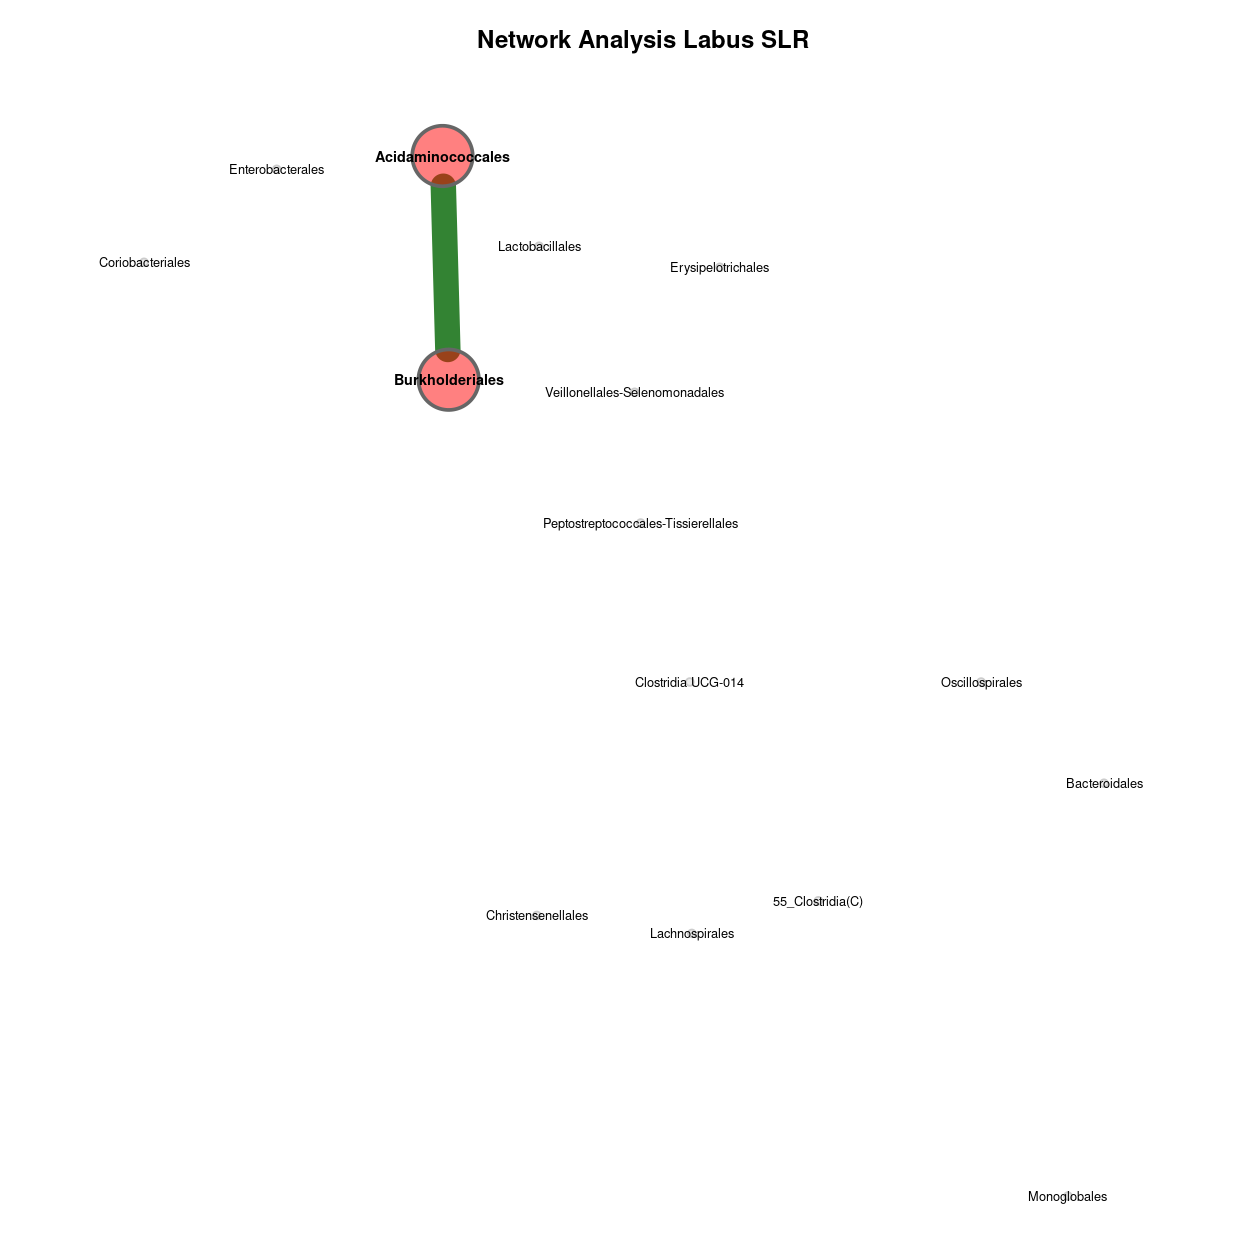 Network Analysis Labus SLR
Acidaminococcales
Enterobacterales
Lactobacillales
Coriobacteriales
Erysipelotrichales
Burkholderiales
Veillonellales-Selenomonadales
Peptostreptococcales-Tissierellales
Clostridia UCG-014
Oscillospirales
Bacteroidales
55_Clostridia(C)
Christensenellales
Lachnospirales
Monoglobales